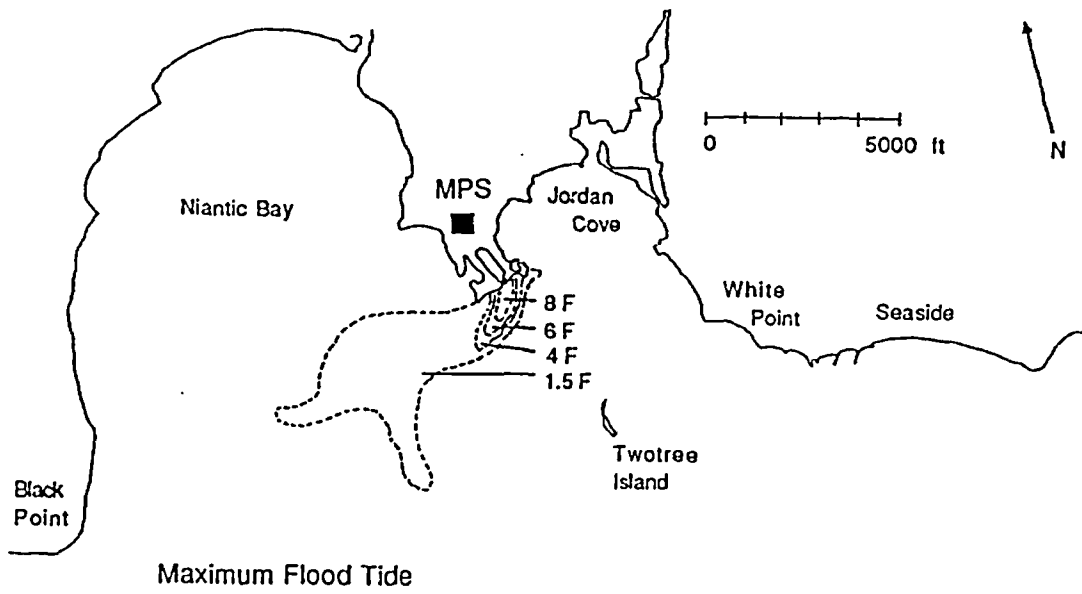 MPS
Niantic Bay
Jordan
Cove
0
5000 ft
N
White
Point
Seaside
8 F
6 F
4 F
1.5 F
Twotree
Island
Black
Point
Maximum Flood Tide